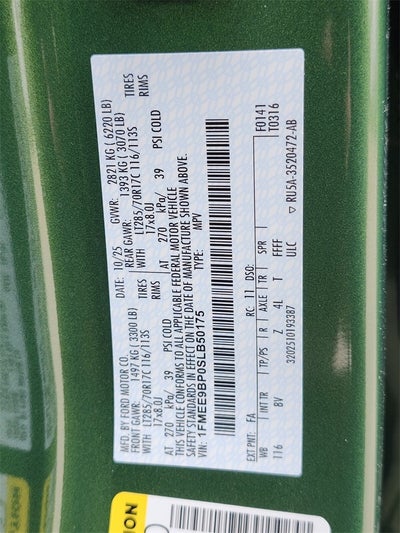 MFD. BY FORD MOTOR CO.
DATE: 10/25 GVWR: 2821 KG ( 6220 LB)
FRONT GAWR: 1497 KG ( 3300 LB) REAR GAWR: 1393 KG ( 3070 LB)
LT285/70R17C 116/113S TIRES WITH LT285/70R17C 116/113S TIRES
17x8.0J RIMS 17x8.0J RIMS
AT 270 kPa/ 39 PSI COLD AT 270 kPa/ 39 PSI COLD
THIS VEHICLE CONFORMS TO ALL APPLICABLE FEDERAL MOTOR VEHICLE
SAFETY STANDARDS IN EFFECT ON THE DATE OF MANUFACTURE SHOWN ABOVE.
VIN: 1FMEE9BP0SLB50175 TYPE: MPV
F0141
T0316
EXT PNT: FA RC: 11 DSO:
WB INT TR TP/PS R AXLE TR SPR
116 BV Z 4L T FFFFF
ULC
3202510193387 RU5A-3520472-AB
ION